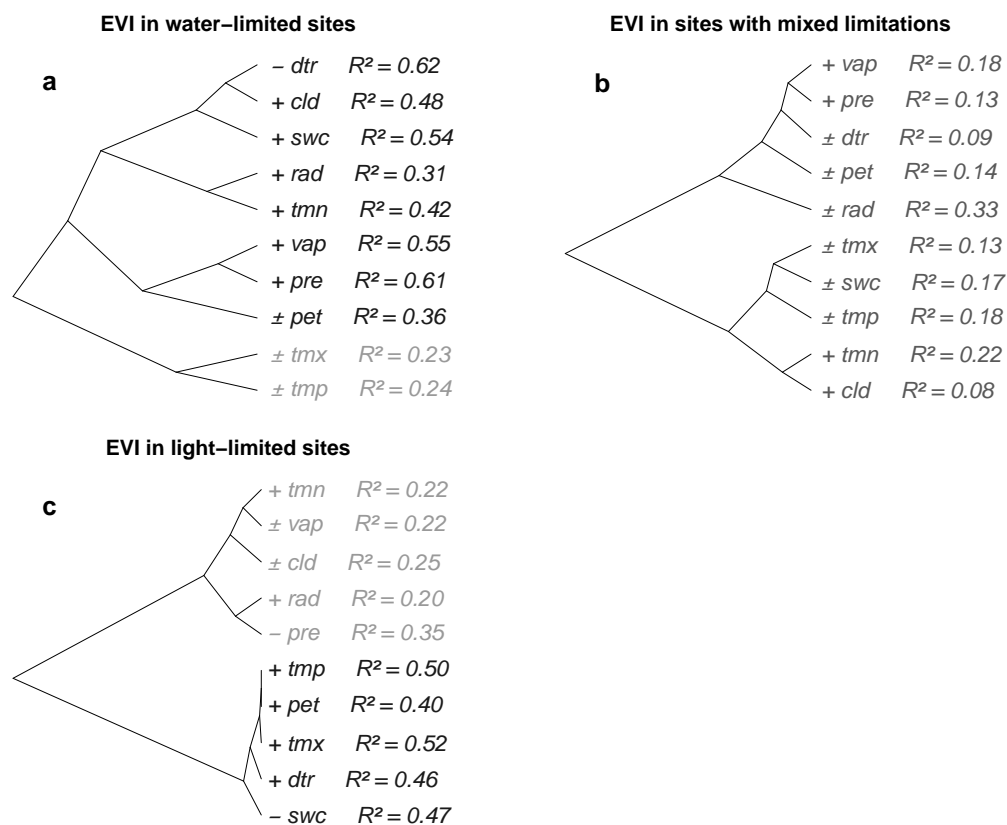 EVI in water–limited sites
a
− dtr R² = 0.62
+ cld R² = 0.48
+ swc R² = 0.54
+ rad R² = 0.31
+ tmn R² = 0.42
+ vap R² = 0.55
+ pre R² = 0.61
± pet R² = 0.36
± tmx R² = 0.23
± tmp R² = 0.24
EVI in sites with mixed limitations
b
+ vap R² = 0.18
+ pre R² = 0.13
± dtr R² = 0.09
± pet R² = 0.14
± rad R² = 0.33
± tmx R² = 0.13
± swc R² = 0.17
± tmp R² = 0.18
+ tmn R² = 0.22
+ cld R² = 0.08
EVI in light–limited sites
c
+ tmn R² = 0.22
± vap R² = 0.22
± cld R² = 0.25
+ rad R² = 0.20
− pre R² = 0.35
+ tmp R² = 0.50
+ pet R² = 0.40
+ tmx R² = 0.52
+ dtr R² = 0.46
− swc R² = 0.47